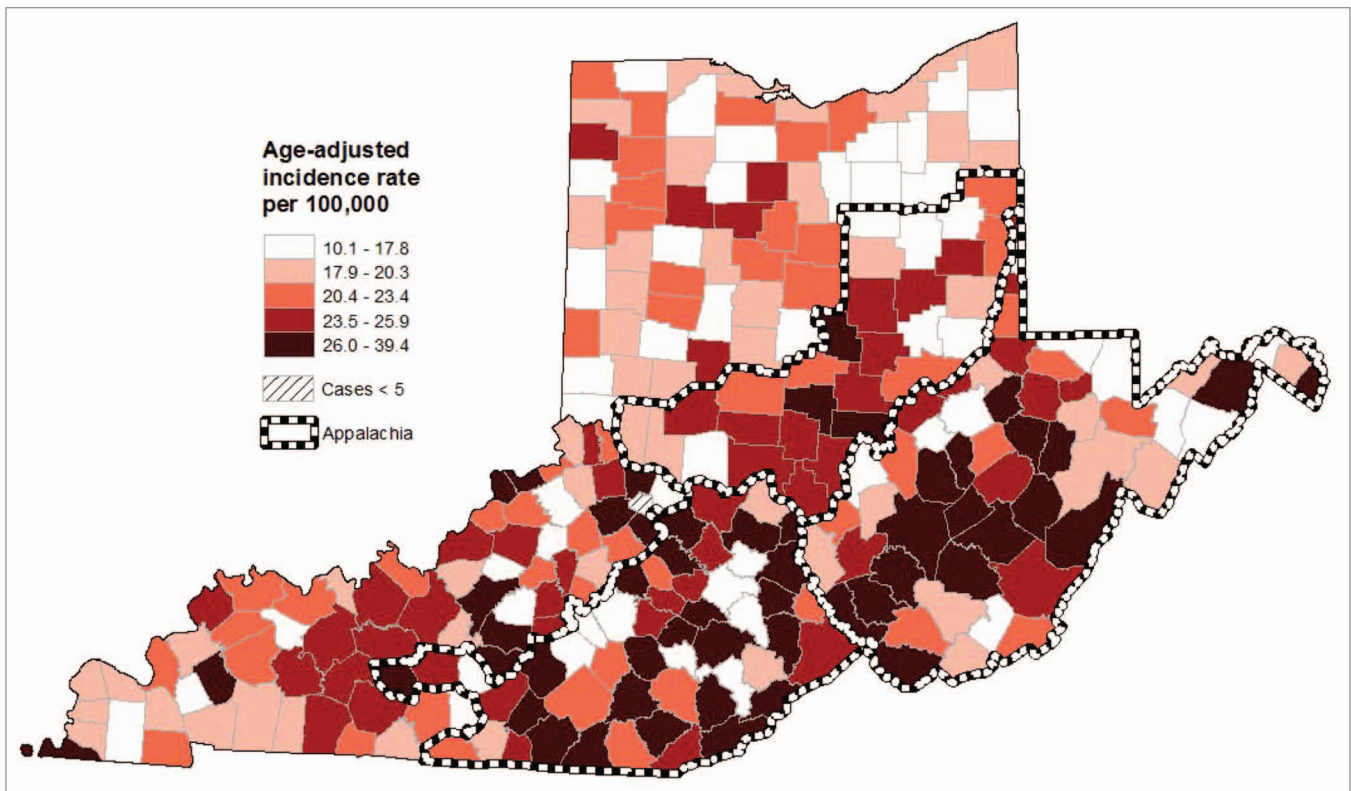 Age-adjusted
incidence rate
per 100,000
10.1 - 17.8
17.9 - 20.3
20.4 - 23.4
23.5 - 25.9
26.0 - 39.4
Cases < 5
Appalachia